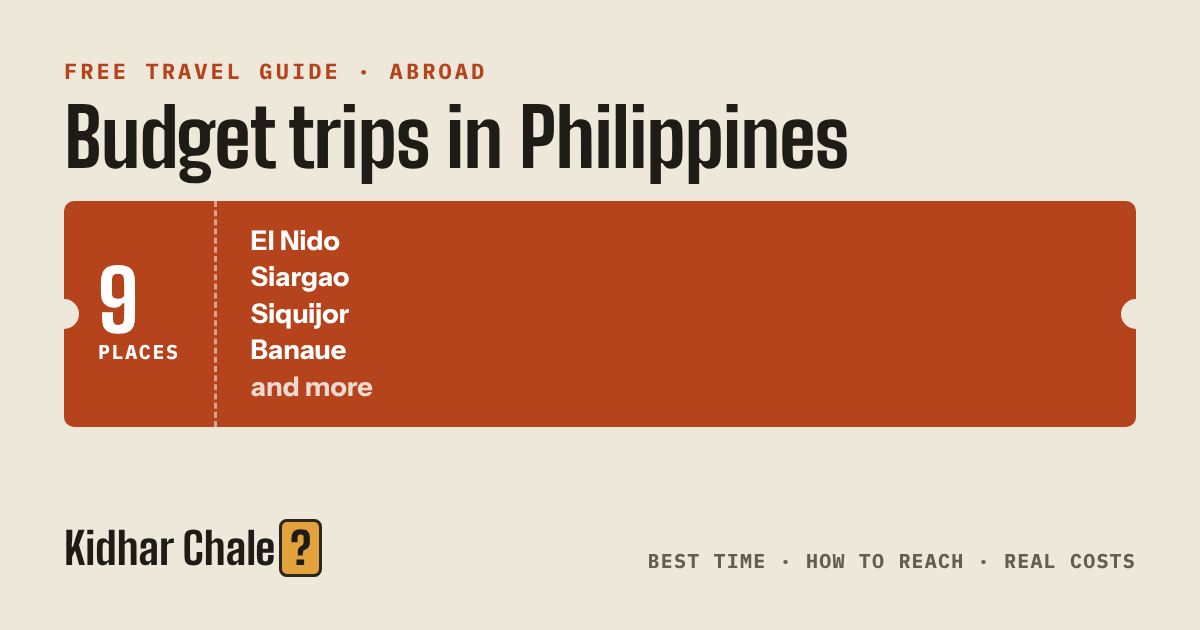 FREE TRAVEL GUIDE · ABROAD
Budget trips in Philippines
9
PLACES
El Nido
Siargao
Siquijor
Banaue
and more
Kidhar Chale ?
BEST TIME · HOW TO REACH · REAL COSTS